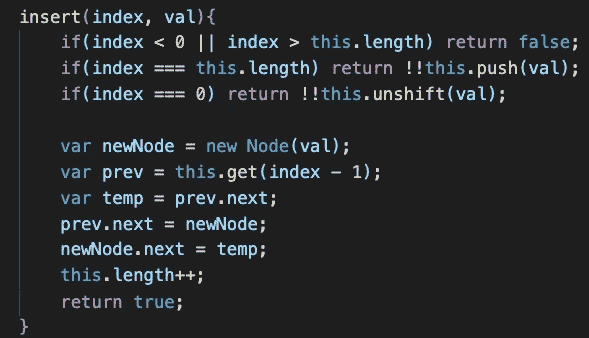 insert(index, val){
    if(index < 0 || index > this.length) return false;
    if(index === this.length) return !!this.push(val);
    if(index === 0) return !!this.unshift(val);

    var newNode = new Node(val);
    var prev = this.get(index - 1);
    var temp = prev.next;
    prev.next = newNode;
    newNode.next = temp;
    this.length++;
    return true;
}